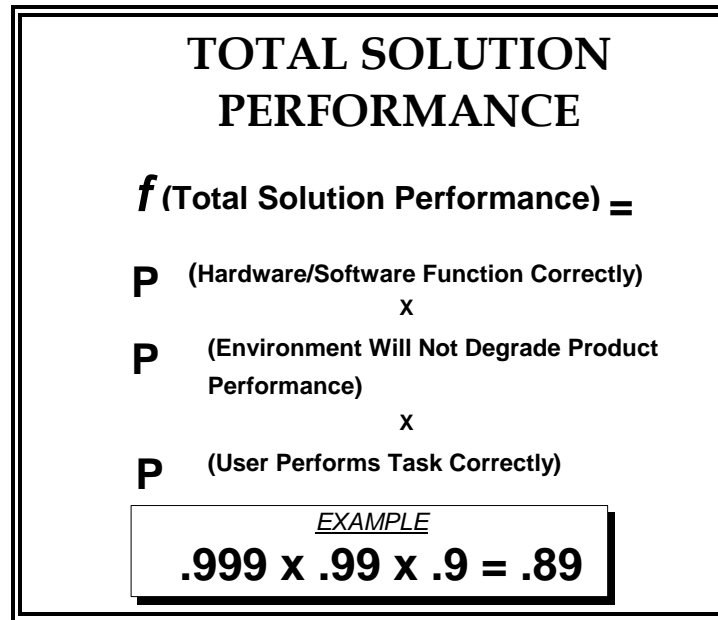 TOTAL SOLUTION
PERFORMANCE
f (Total Solution Performance) =
P (Hardware/Software Function Correctly)
X
P (Environment Will Not Degrade Product
Performance)
X
P (User Performs Task Correctly)
EXAMPLE
.999 x .99 x .9 = .89